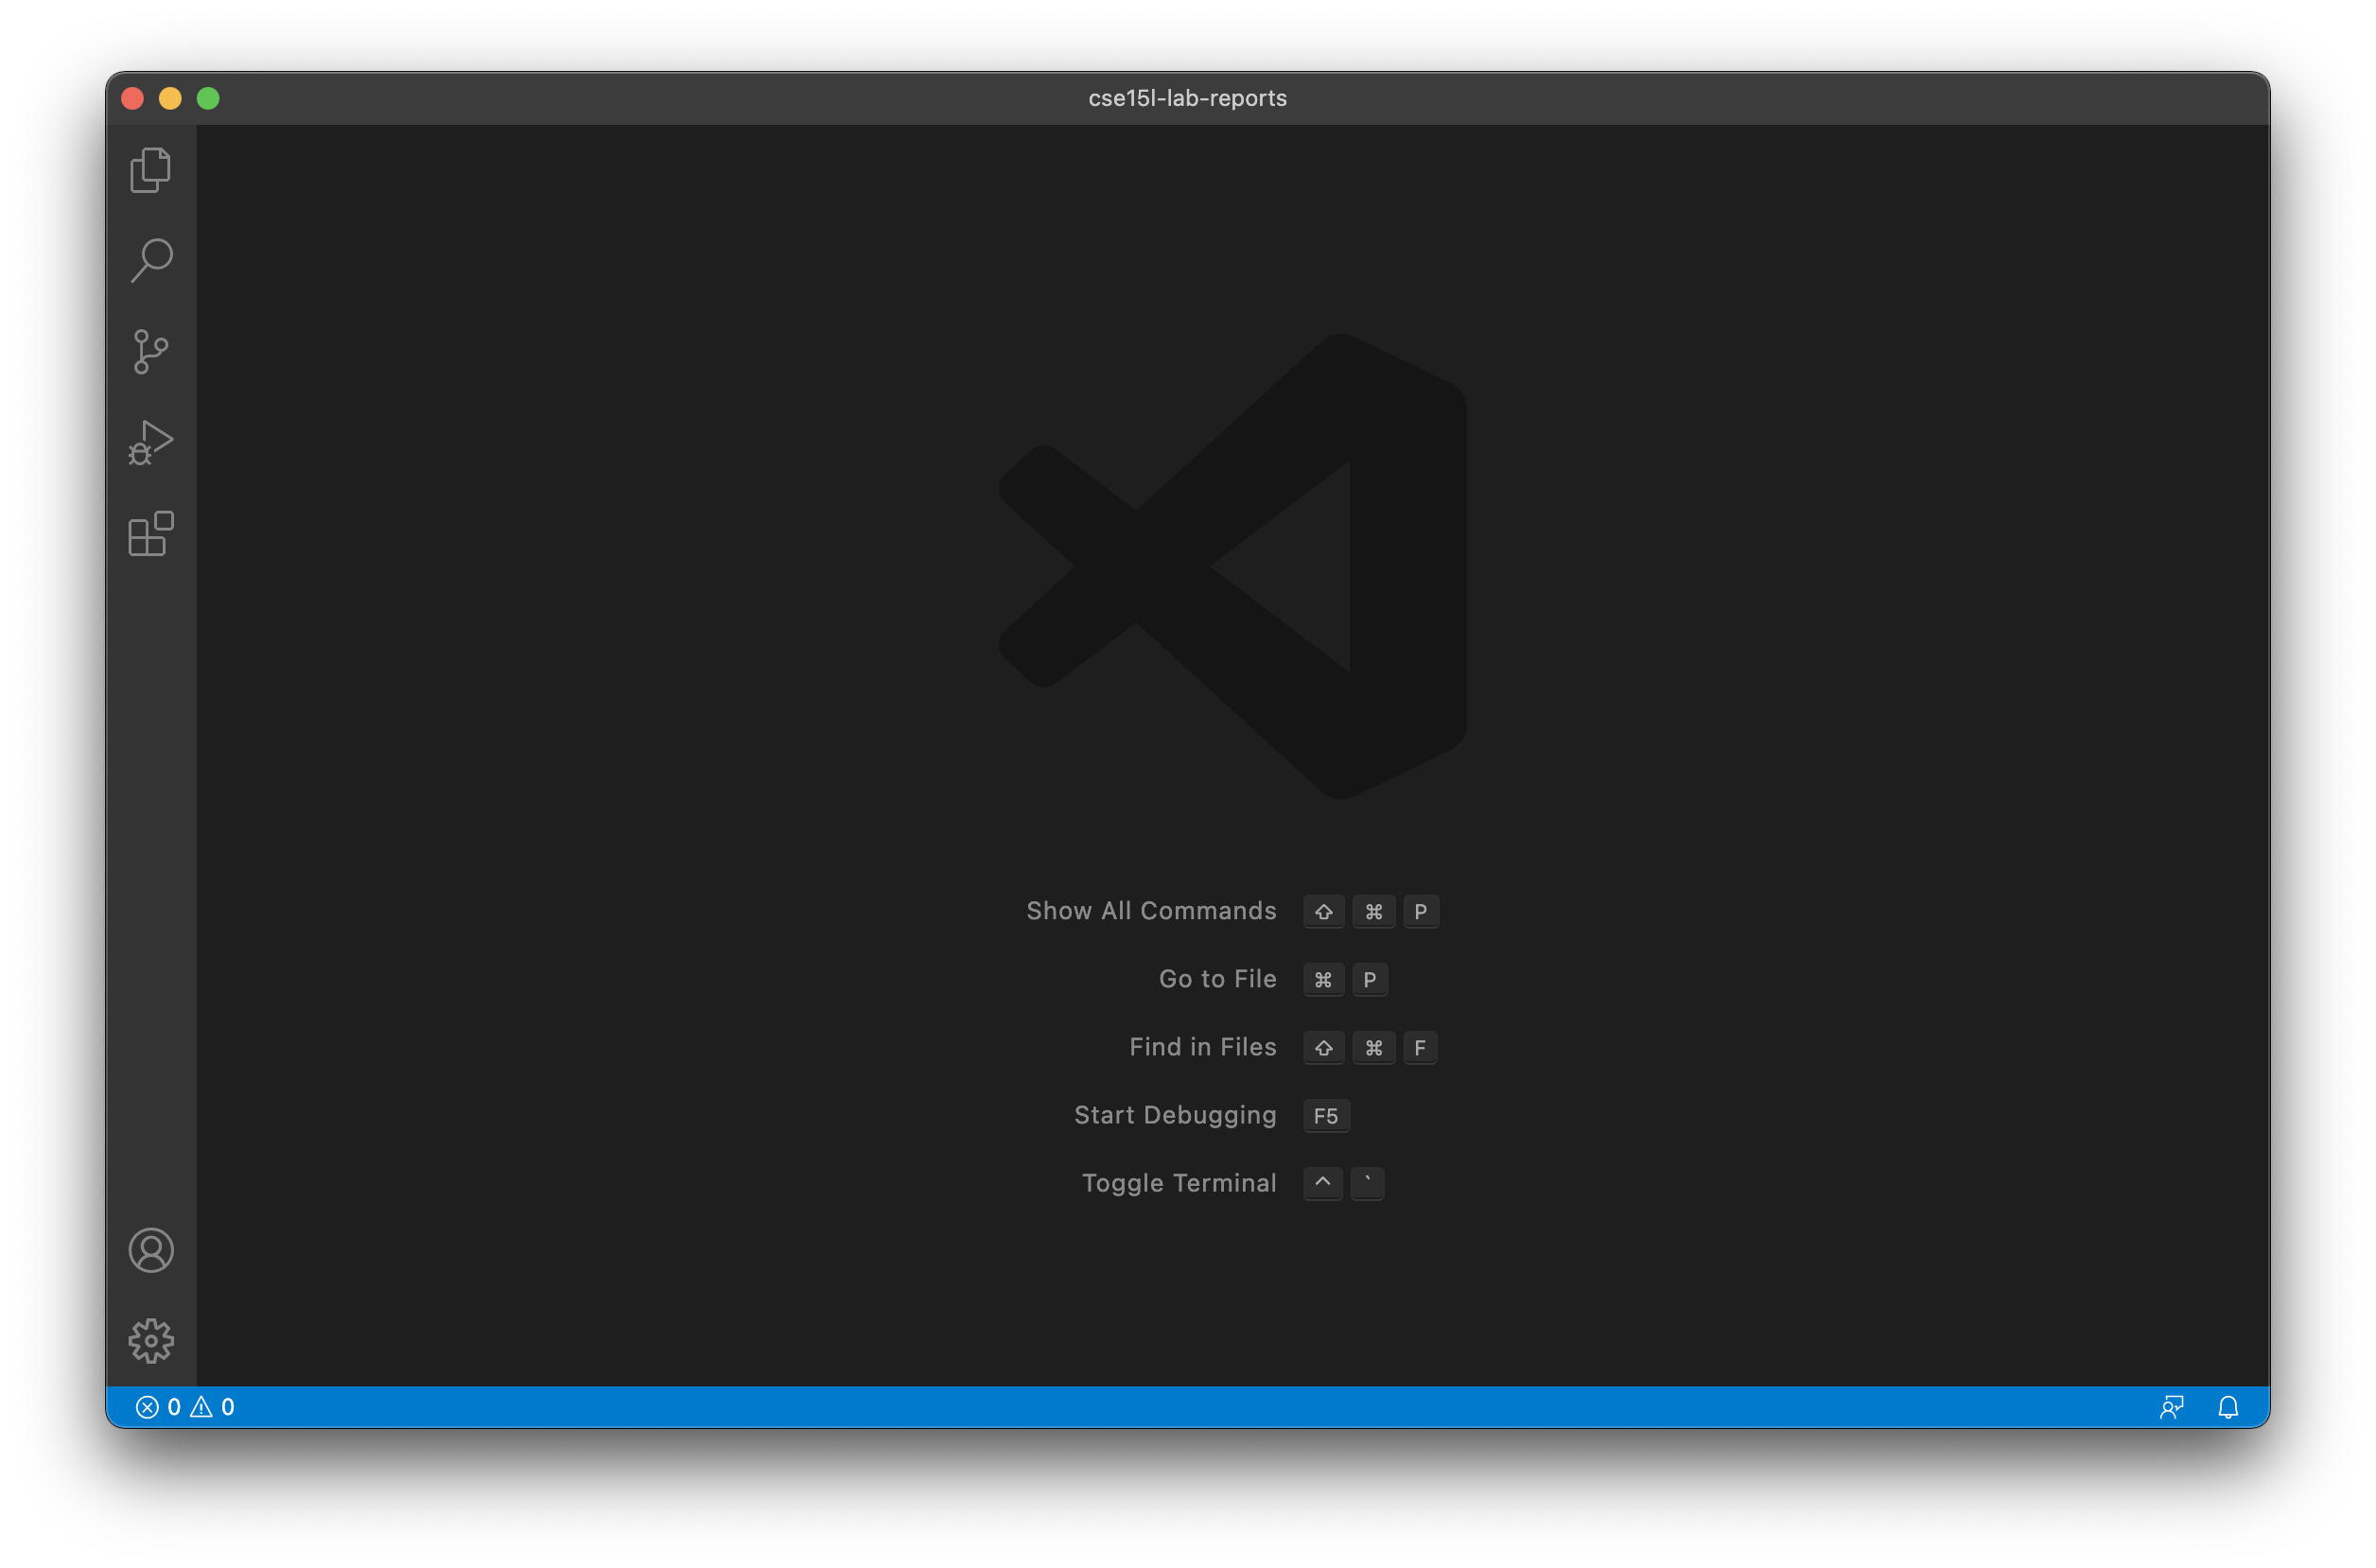 cse15l-lab-reports
Show All Commands ⇧ ⌘ P
Go to File ⌘ P
Find in Files ⇧ ⌘ F
Start Debugging F5
Toggle Terminal ^ `
0 0